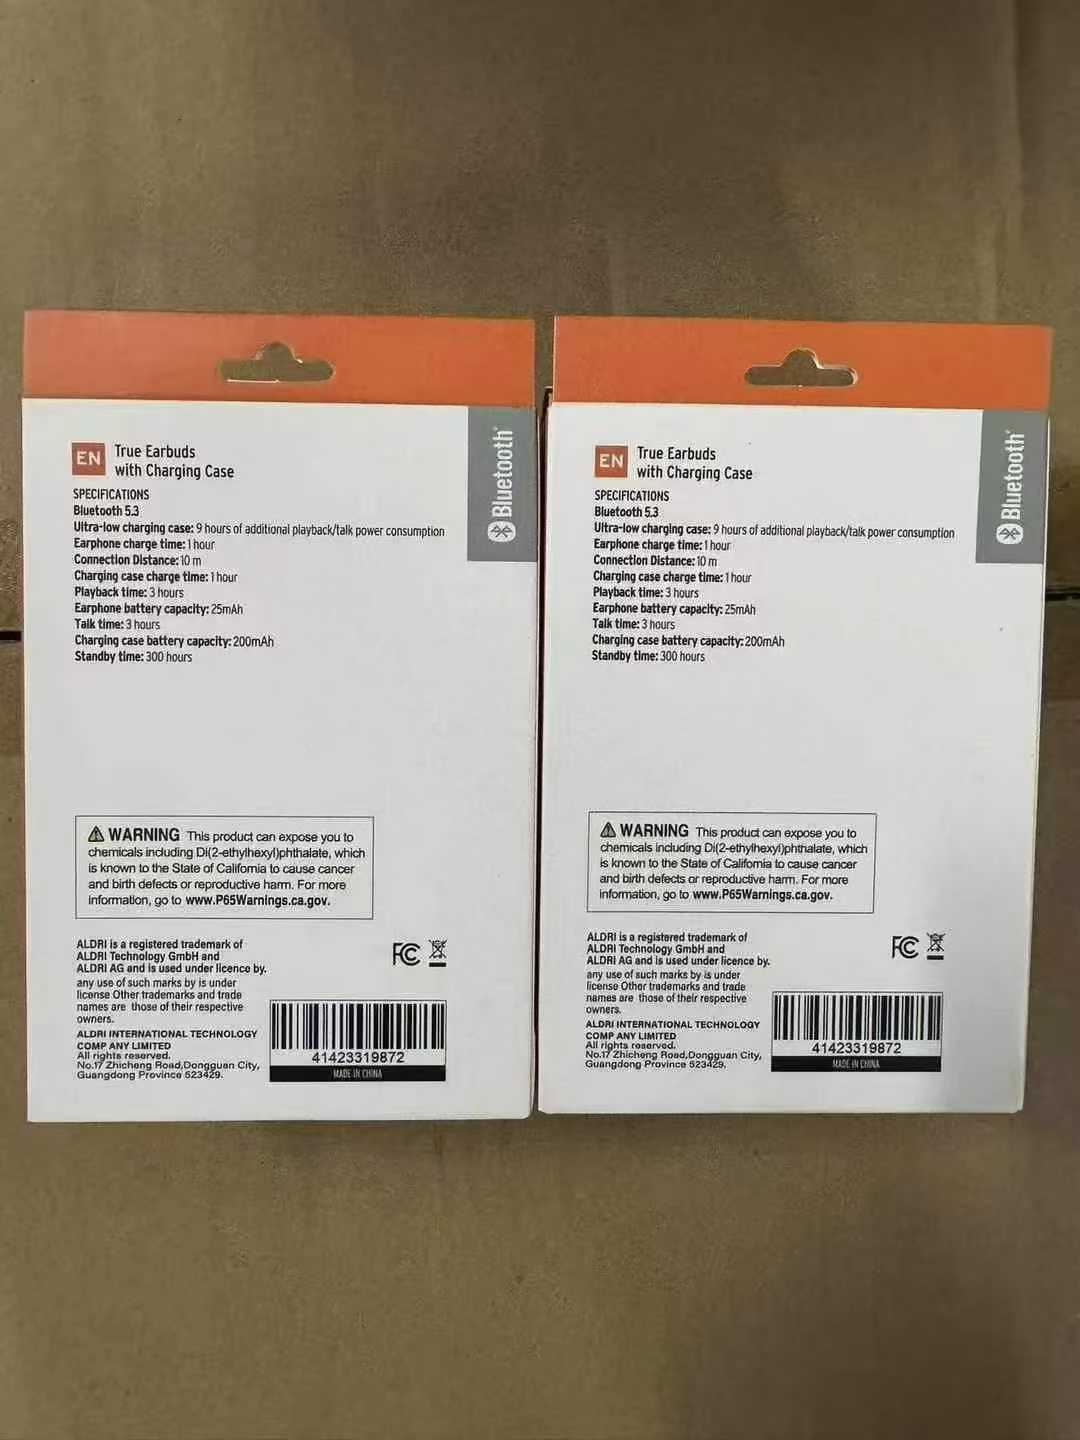 EN
True Earbuds
with Charging Case
SPECIFICATIONS
Bluetooth 5.3
Ultra-low charging case: 9 hours of additional playback/talk power consumption
Earphone charge time: 1 hour
Connection Distance: 10 m
Charging case charge time: 1 hour
Playback time: 3 hours
Earphone battery capacity: 25mAh
Talk time: 3 hours
Charging case battery capacity: 200mAh
Standby time: 300 hours
Bluetooth®
WARNING This product can expose you to
chemicals including Di(2-ethylhexyl)phthalate, which
is known to the State of California to cause cancer
and birth defects or reproductive harm. For more
information, go to www.P65Warnings.ca.gov.
ALDRI is a registered trademark of
ALDRI Technology GmbH and
ALDRI AG and is used under licence by.
any use of such marks by is under
license Other trademarks and trade
names are those of their respective
owners.
ALDRI INTERNATIONAL TECHNOLOGY
COMP ANY LIMITED
All rights reserved.
No.17 Zhicheng Road,Dongguan City,
Guangdong Province 523429.
FC
41423319872
MADE IN CHINA
EN
True Earbuds
with Charging Case
SPECIFICATIONS
Bluetooth 5.3
Ultra-low charging case: 9 hours of additional playback/talk power consumption
Earphone charge time: 1 hour
Connection Distance: 10 m
Charging case charge time: 1 hour
Playback time: 3 hours
Earphone battery capacity: 25mAh
Talk time: 3 hours
Charging case battery capacity: 200mAh
Standby time: 300 hours
Bluetooth®
WARNING This product can expose you to
chemicals including Di(2-ethylhexyl)phthalate, which
is known to the State of California to cause cancer
and birth defects or reproductive harm. For more
information, go to www.P65Warnings.ca.gov.
ALDRI is a registered trademark of
ALDRI Technology GmbH and
ALDRI AG and is used under licence by.
any use of such marks by is under
license Other trademarks and trade
names are those of their respective
owners.
ALDRI INTERNATIONAL TECHNOLOGY
COMP ANY LIMITED
All rights reserved.
No.17 Zhicheng Road,Dongguan City,
Guangdong Province 523429.
FC
41423319872
MADE IN CHINA